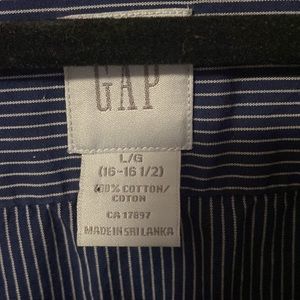 GAP
L/G
(16-16 1/2)
100% COTTON/
COTON
CA 17897
MADE IN SRI LANKA